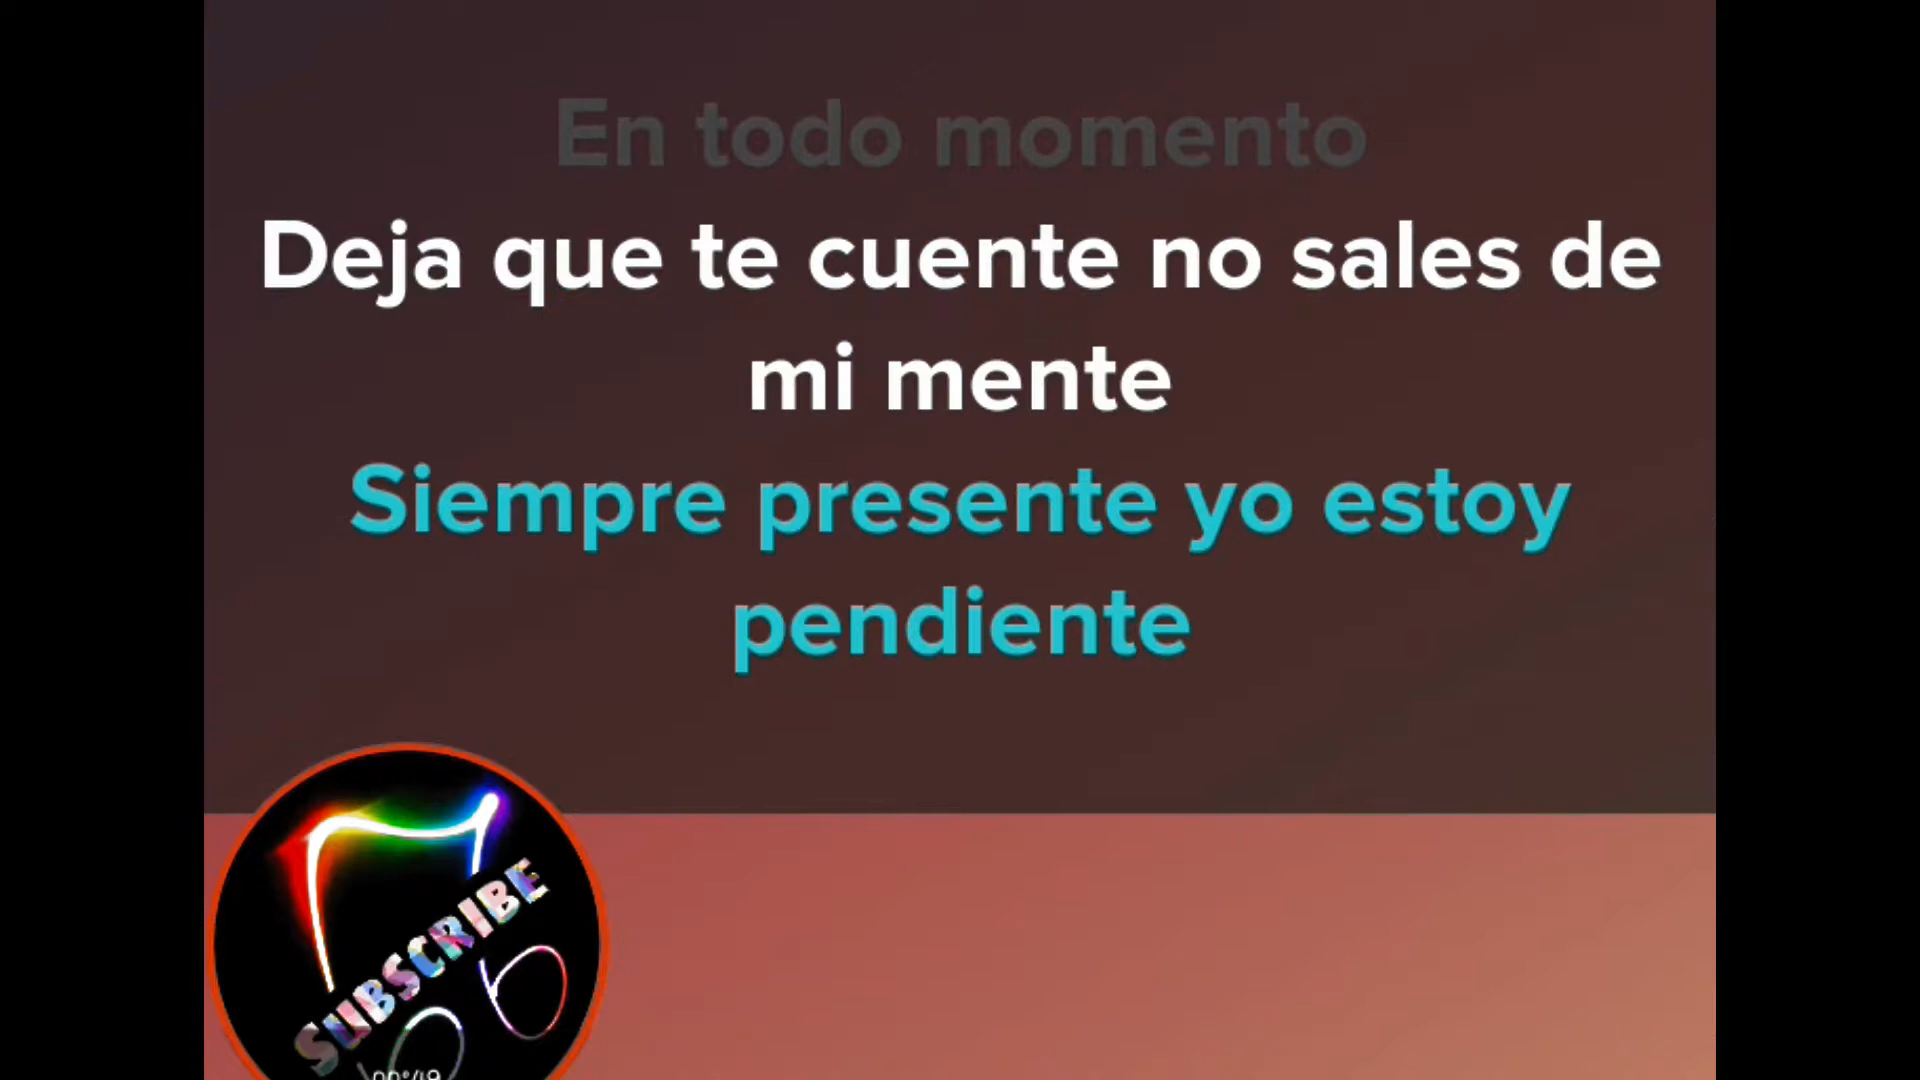 En todo momento
Deja que te cuente no sales de
mi mente
Siempre presente yo estoy
pendiente
SUBSCRIBE